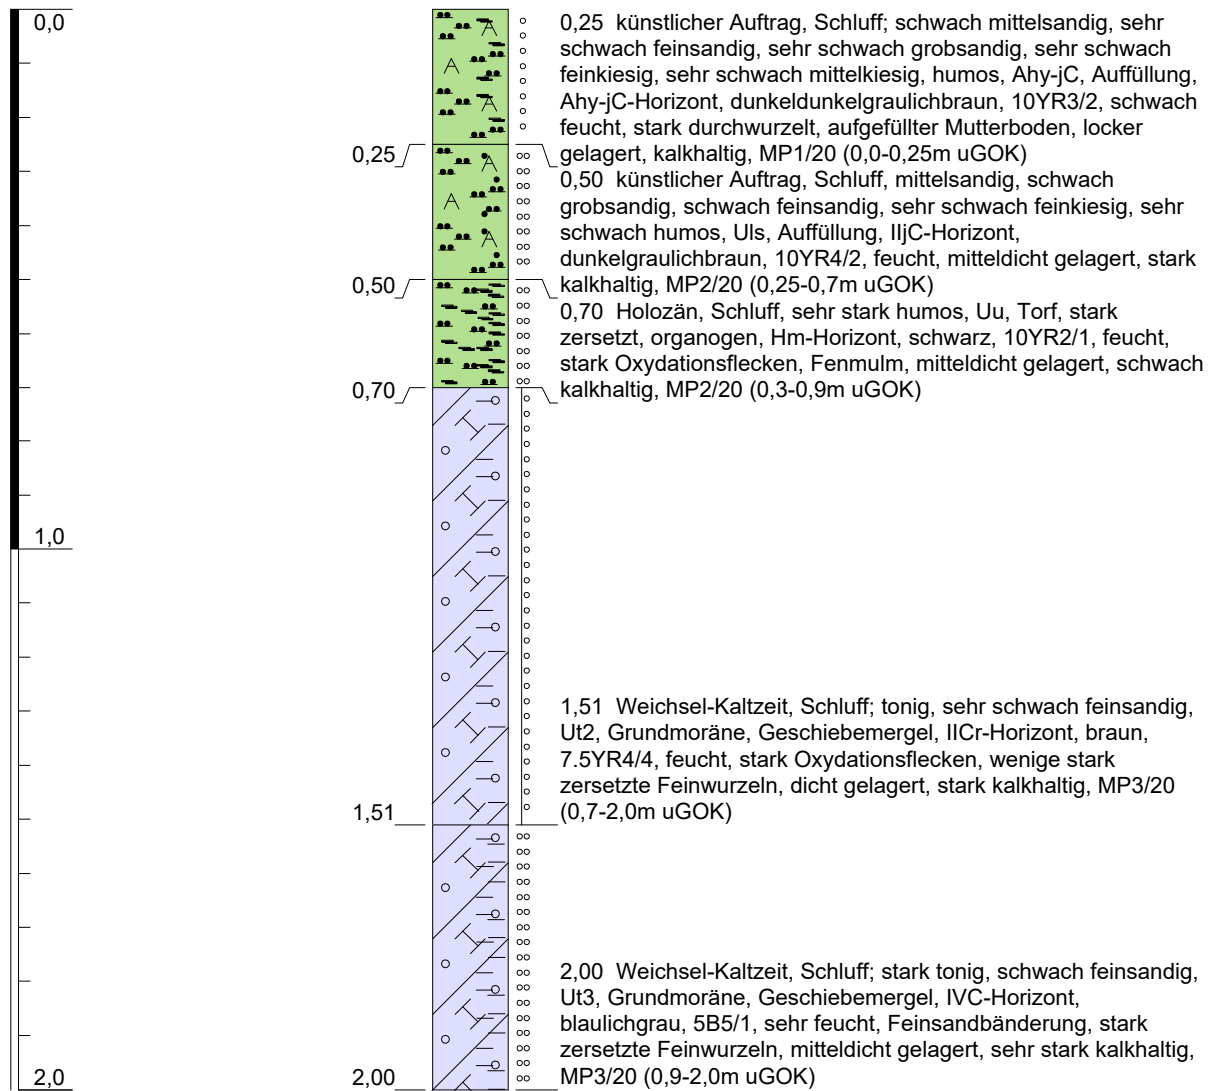 0,0
0,25 künstlicher Auftrag, Schluff; schwach mittelsandig, sehr
schwach feinsandig, sehr schwach grobsandig, sehr schwach
feinkiesig, sehr schwach mittelkiesig, humos, Ahy-jC, Auffüllung,
Ahy-jC-Horizont, dunkeldunkelgraulichbraun, 10YR3/2, schwach
feucht, stark durchwurzelt, aufgefüllter Mutterboden, locker
gelagert, kalkhaltig, MP1/20 (0,0-0,25m uGOK)
0,25
0,50 künstlicher Auftrag, Schluff, mittelsandig, schwach
grobsandig, schwach feinsandig, sehr schwach feinkiesig, sehr
schwach humos, Uls, Auffüllung, IIjC-Horizont,
dunkelgraulichbraun, 10YR4/2, feucht, mitteldicht gelagert, stark
kalkhaltig, MP2/20 (0,25-0,7m uGOK)
0,50
0,70 Holozän, Schluff, sehr stark humos, Uu, Torf, stark
zersetzt, organogen, Hm-Horizont, schwarz, 10YR2/1, feucht,
stark Oxydationsflecken, Fenmulm, mitteldicht gelagert, schwach
kalkhaltig, MP2/20 (0,3-0,9m uGOK)
0,70
1,0
1,51 Weichsel-Kaltzeit, Schluff; tonig, sehr schwach feinsandig,
Ut2, Grundmoräne, Geschiebemergel, IICr-Horizont, braun,
7.5YR4/4, feucht, stark Oxydationsflecken, wenige stark
zersetzte Feinwurzeln, dicht gelagert, stark kalkhaltig, MP3/20
(0,7-2,0m uGOK)
1,51
2,00 Weichsel-Kaltzeit, Schluff; stark tonig, schwach feinsandig,
Ut3, Grundmoräne, Geschiebemergel, IVC-Horizont,
blaulichgrau, 5B5/1, sehr feucht, Feinsandbänderung, stark
zersetzte Feinwurzeln, mitteldicht gelagert, sehr stark kalkhaltig,
MP3/20 (0,9-2,0m uGOK)
2,0
2,00